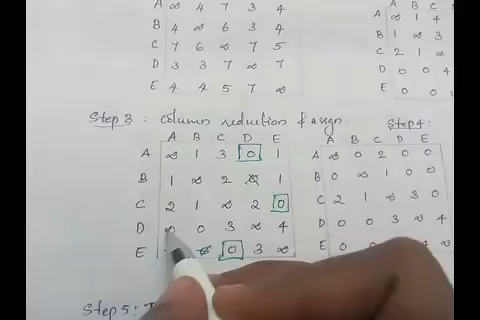 A ∞ 4 7 3 4
B 4 ∞ 6 3 4
C 7 6 ∞ 7 5
D 3 3 7 ∞ 7
E 4 4 5 7 ∞
A B C
A ∞ 1 4
B 1 ∞ 3
C 2 1 ∞
D 0 0 4
E 0 0
Step 3 : column reduction & assign
A B C D E
A ∞ 1 3 0 1
B 1 ∞ 2 0 1
C 2 1 ∞ 2 0
D 0 0 3 ∞ 4
E 0 0 3 ∞
Step 4:
A B C D E
A ∞ 0 2 0 0
B 0 ∞ 1 0 0
C 2 1 ∞ 3 0
D 0 0 3 ∞ 4
E 0 0 ∞
Step 5: